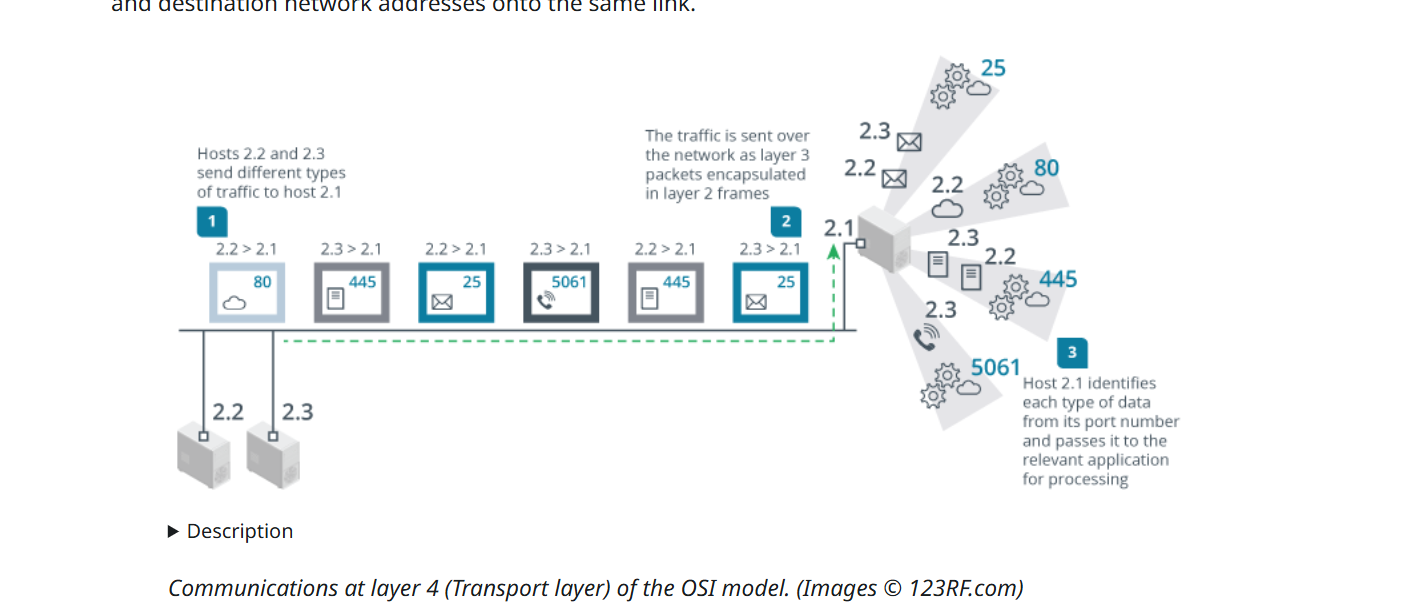 and destination network addresses onto the same link.
Hosts 2.2 and 2.3
send different types
of traffic to host 2.1
1
The traffic is sent over
the network as layer 3
packets encapsulated
in layer 2 frames
2
2.2 > 2.1
2.3 > 2.1
2.2 > 2.1
2.3 > 2.1
2.2 > 2.1
2.3 > 2.1
80
445
25
5061
445
25
2.2
2.3
2.1
25
2.3
2.2
80
2.2
2.3
2.2
445
2.3
5061
3
Host 2.1 identifies
each type of data
from its port number
and passes it to the
relevant application
for processing
▶ Description
Communications at layer 4 (Transport layer) of the OSI model. (Images © 123RF.com)